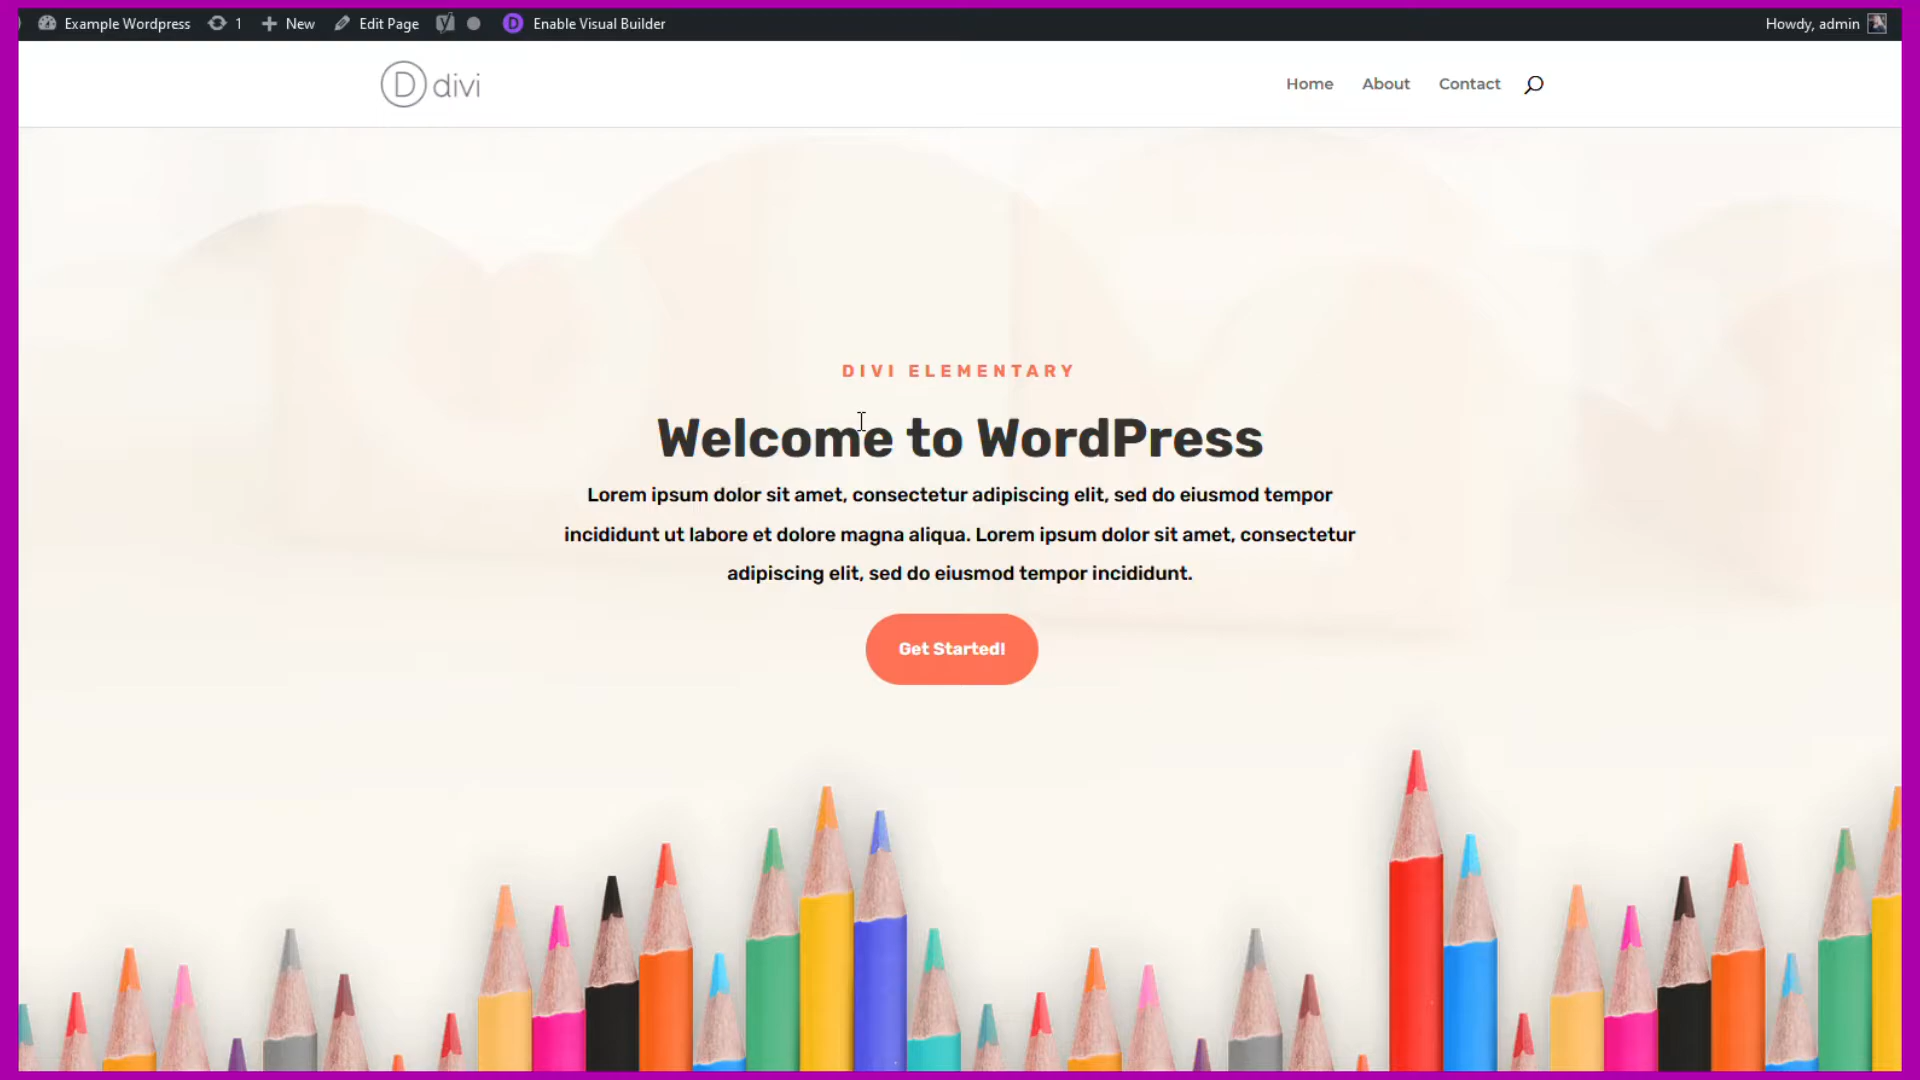 Example Wordpress 1 New Edit Page Enable Visual Builder Howdy, admin
D divi Home About Contact
DIVI ELEMENTARY
Welcome to WordPress
Lorem ipsum dolor sit amet, consectetur adipiscing elit, sed do eiusmod tempor
incididunt ut labore et dolore magna aliqua. Lorem ipsum dolor sit amet, consectetur
adipiscing elit, sed do eiusmod tempor incididunt.
Get Started!